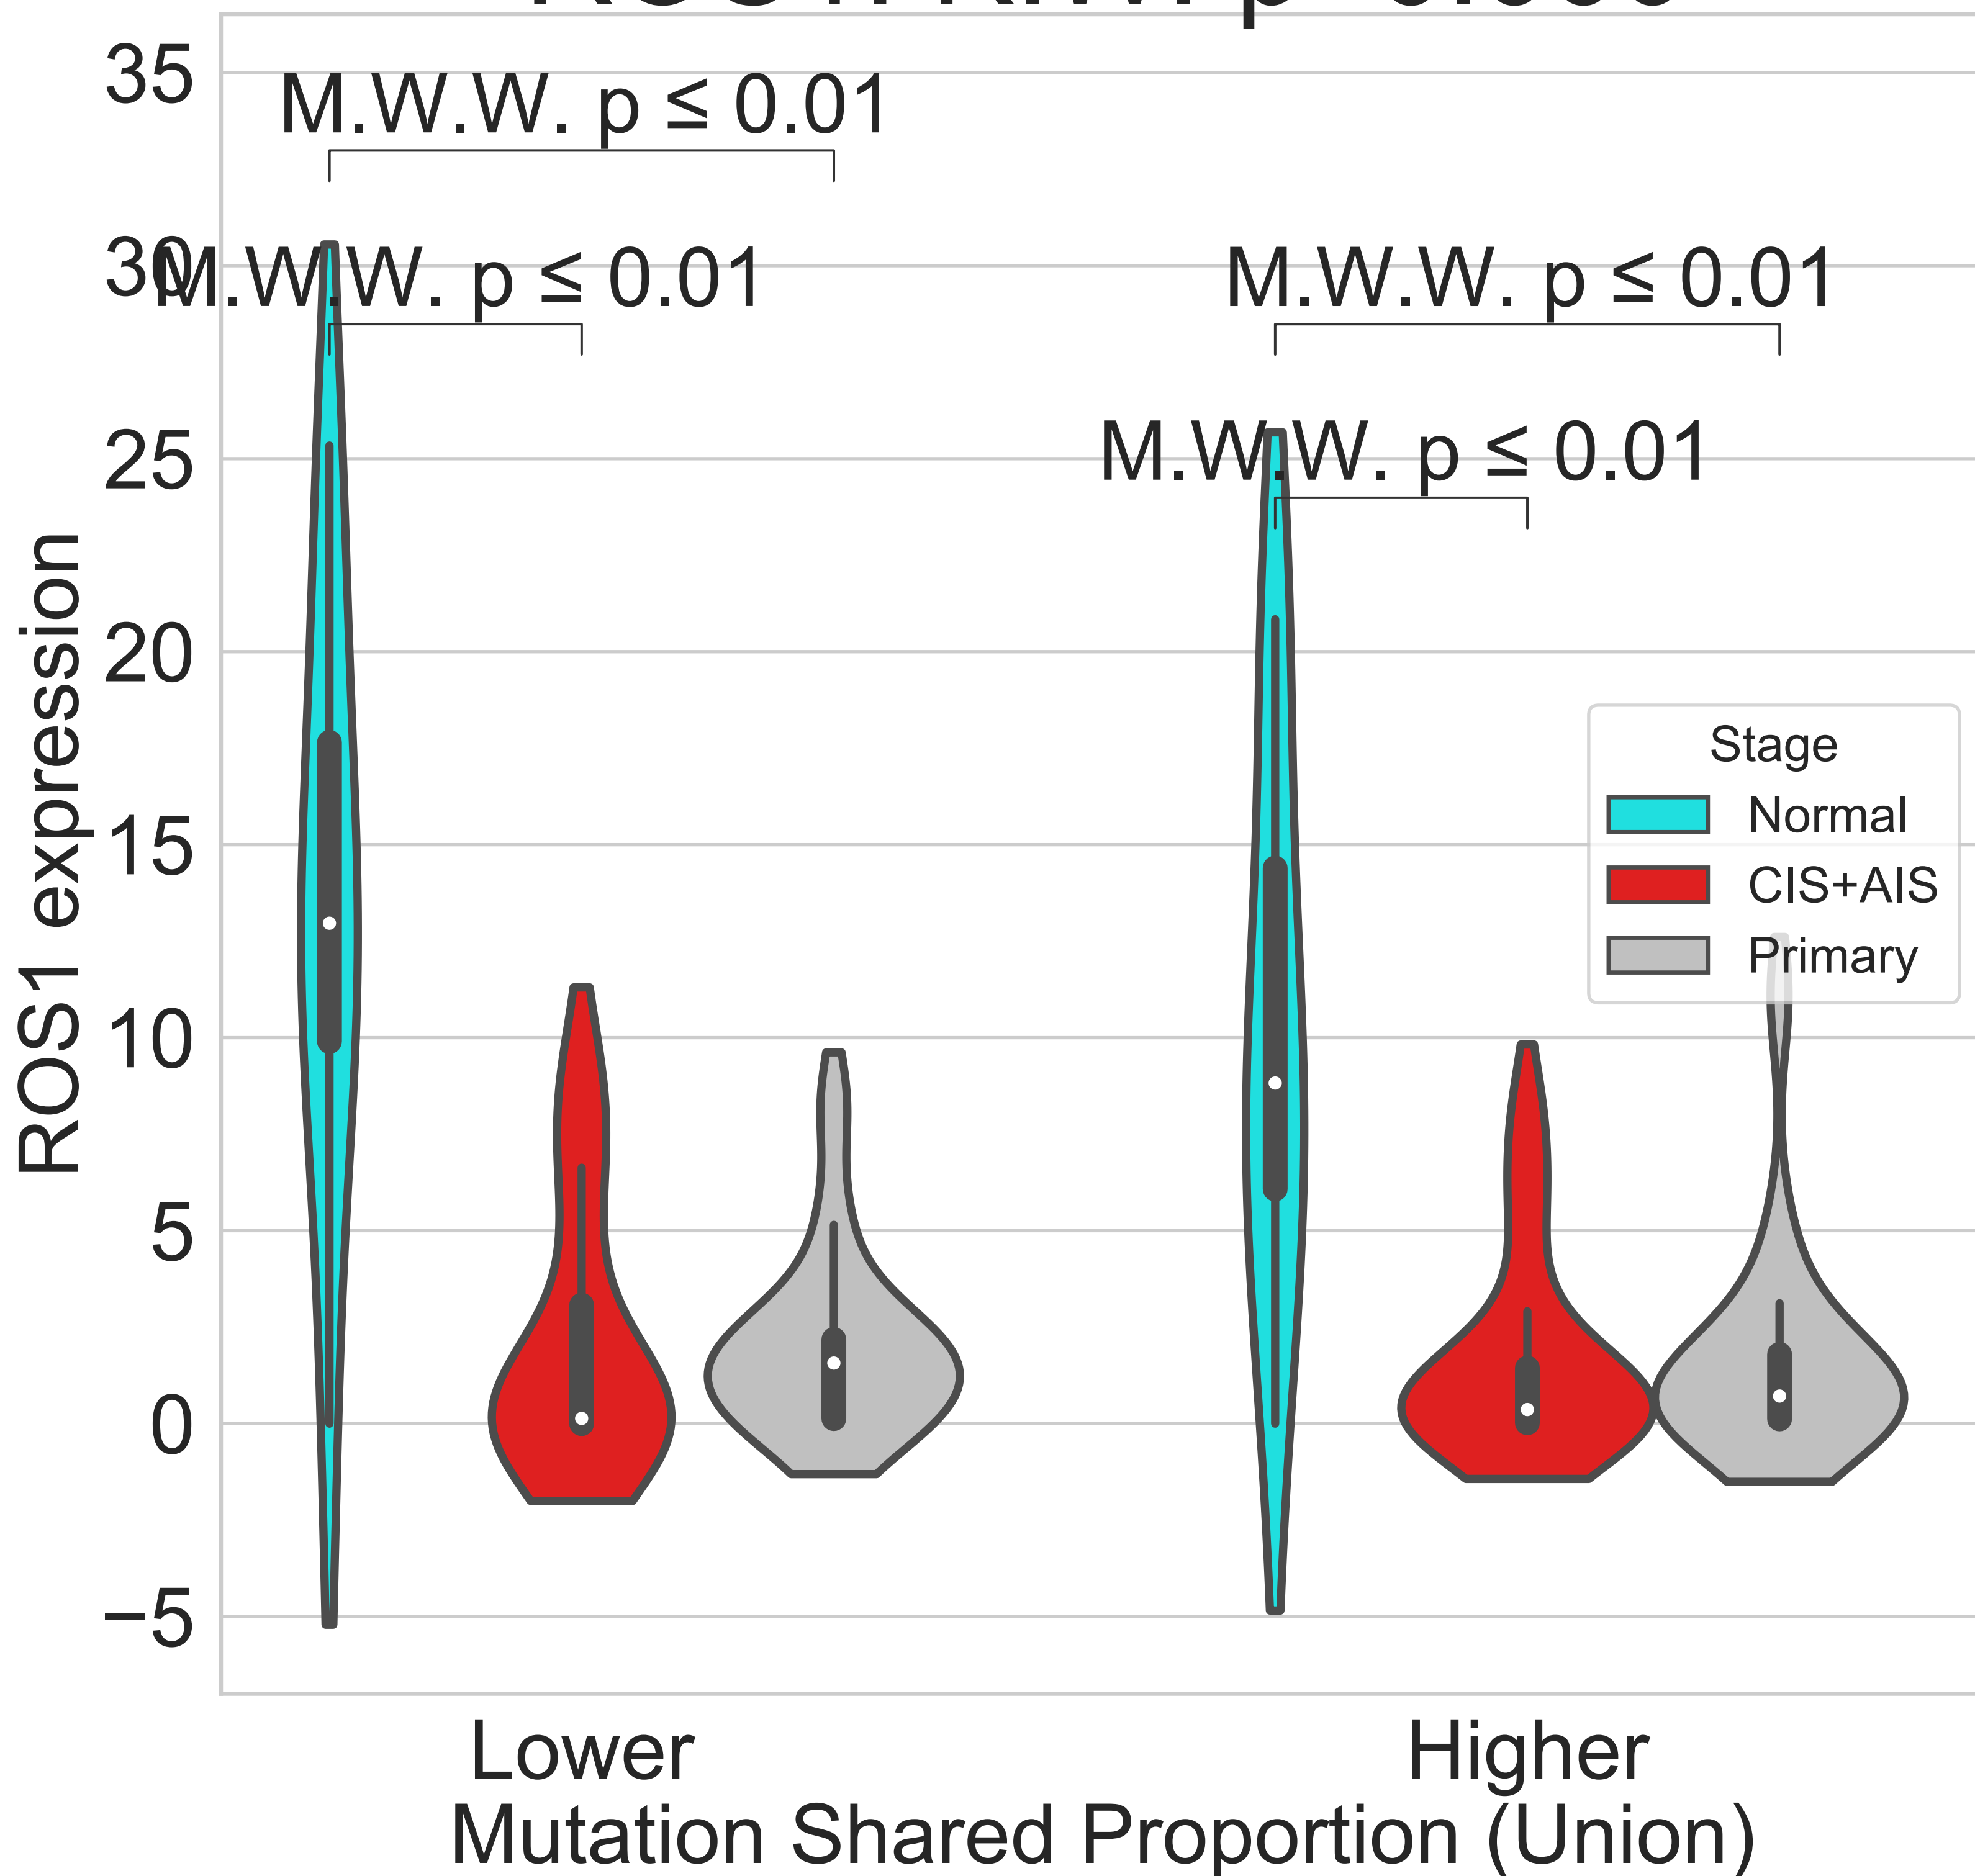 35
M.W.W. p ≤ 0.01
30
M.W.W. p ≤ 0.01
M.W.W. p ≤ 0.01
25
M.W.W. p ≤ 0.01
20
15
10
5
0
−5
ROS1 expression
Stage
Normal
CIS+AIS
Primary
Lower
Higher
Mutation Shared Proportion (Union)